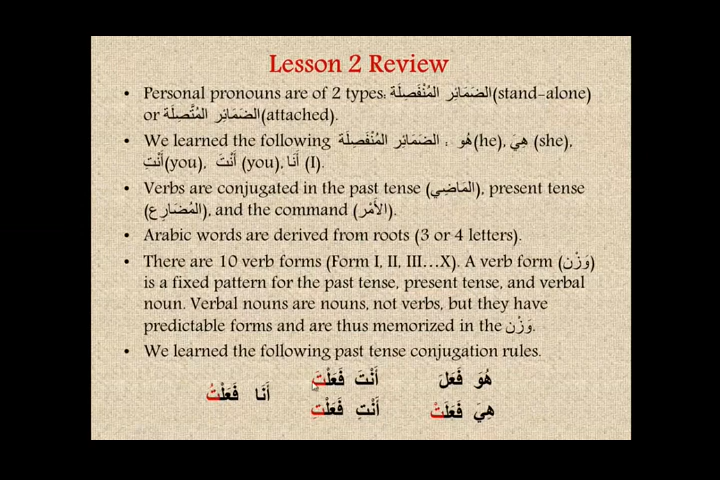 Lesson 2 Review
• Personal pronouns are of 2 types: الضَمَائِر المُنْفَصِلَة(stand-alone)
or الضَمَائِر المُتَّصِلَة(attached).
• We learned the following الضَمَائِر المُنْفَصِلَة : هُو(he), هِيَ (she),
أَنْتِ(you), أَنْتَ (you), أَنَا (I).
• Verbs are conjugated in the past tense (المَاضِي), present tense
(المُضَارِع), and the command (الأَمْر).
• Arabic words are derived from roots (3 or 4 letters).
• There are 10 verb forms (Form I, II, III...X). A verb form (وَزْن)
is a fixed pattern for the past tense, present tense, and verbal
noun. Verbal nouns are nouns, not verbs, but they have
predictable forms and are thus memorized in the وَزْن.
• We learned the following past tense conjugation rules.
هُوَ فَعَلَ
هِيَ فَعَلَتْ
أَنْتَ فَعَلْتَ
أَنْتِ فَعَلْتِ
أَنَا فَعَلْتُ